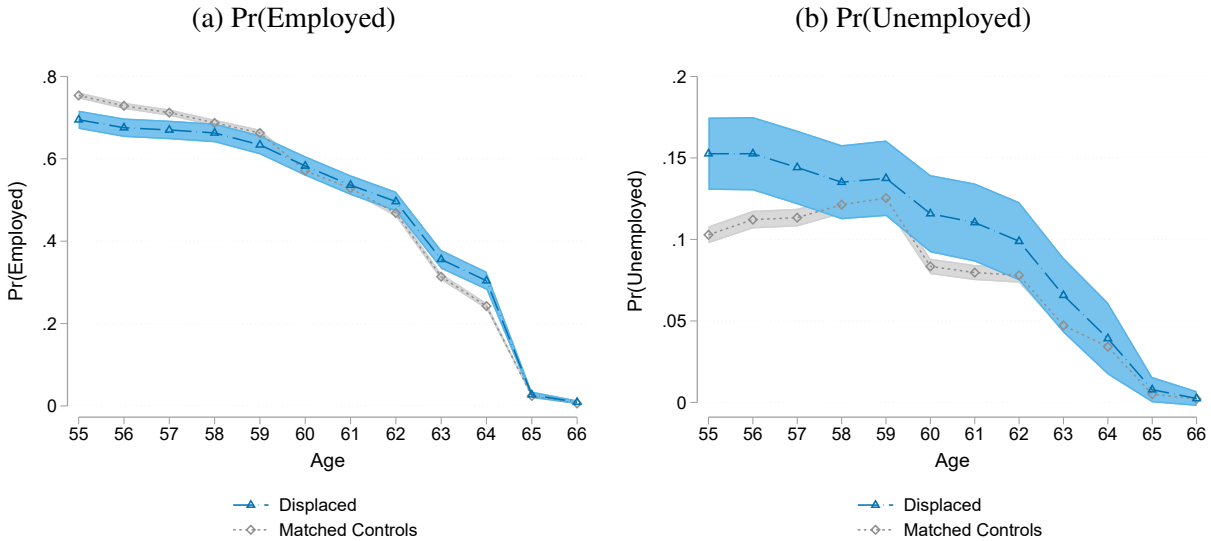 (a) Pr(Employed)
.8
.6
.4
.2
0
Pr(Employed)
55 56 57 58 59 60 61 62 63 64 65 66
Age
Displaced
Matched Controls
(b) Pr(Unemployed)
.2
.15
.1
.05
0
Pr(Unemployed)
55 56 57 58 59 60 61 62 63 64 65 66
Age
Displaced
Matched Controls